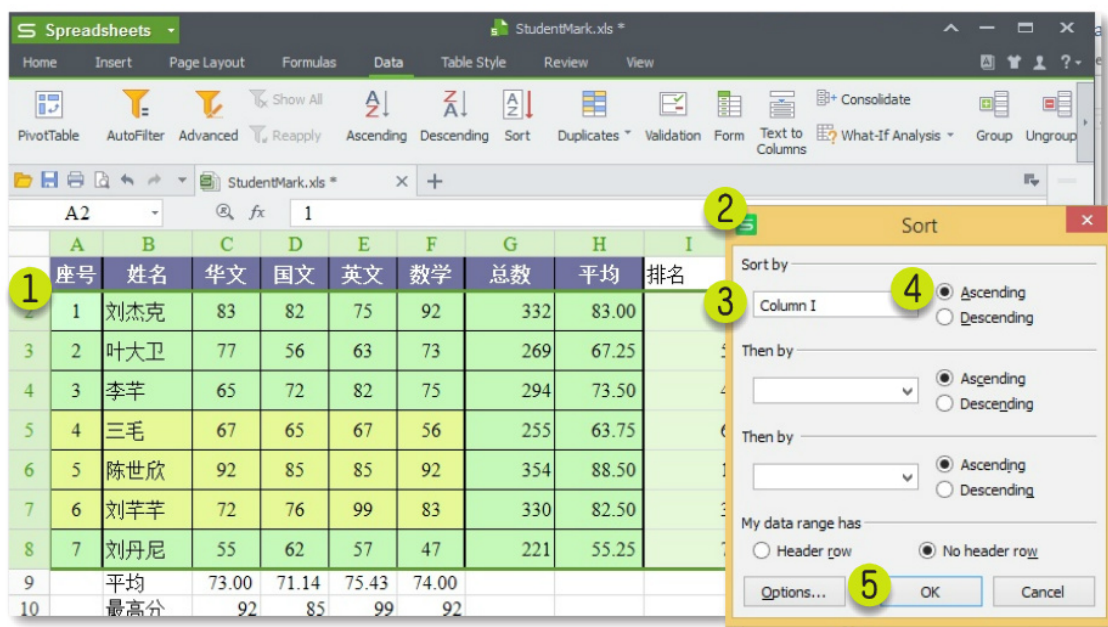 Spreadsheets
StudentMark.xls *
Home Insert Page Layout Formulas Data Table Style Review View
PivotTable AutoFilter Advanced Show All Reapply Ascending Descending Sort Duplicates Validation Form Text to Columns Consolidate What-If Analysis Group Ungroup
StudentMark.xls *
A2 fx 1
A B C D E F G H I
座号 姓名 华文 国文 英文 数学 总数 平均 排名
1
2 1 刘杰克 83 82 75 92 332 83.00
3 2 叶大卫 77 56 63 73 269 67.25
4 3 李芊 65 72 82 75 294 73.50
5 4 三毛 67 65 67 56 255 63.75
6 5 陈世欣 92 85 85 92 354 88.50
7 6 刘芊芊 72 76 99 83 330 82.50
8 7 刘丹尼 55 62 57 47 221 55.25
9 平均 73.00 71.14 75.43 74.00
10 最高分 92 85 99 92
2 Sort
Sort by
3 Column I 4 Ascending
Descending
Then by
Ascending
Descending
Then by
Ascending
Descending
My data range has
Header row No header row
Options... 5 OK Cancel